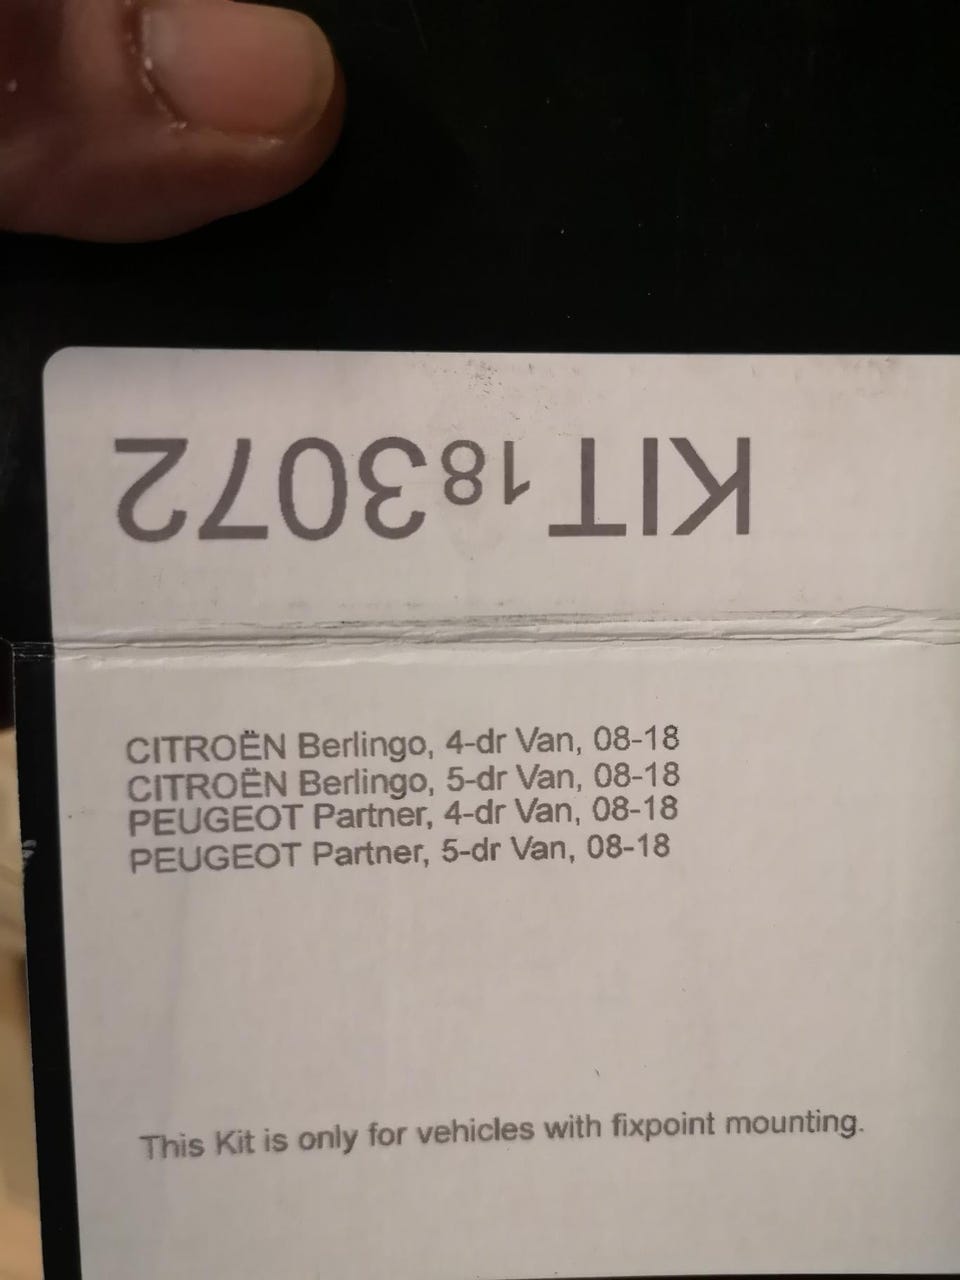 KIT 183072
CITROËN Berlingo, 4-dr Van, 08-18
CITROËN Berlingo, 5-dr Van, 08-18
PEUGEOT Partner, 4-dr Van, 08-18
PEUGEOT Partner, 5-dr Van, 08-18
This Kit is only for vehicles with fixpoint mounting.